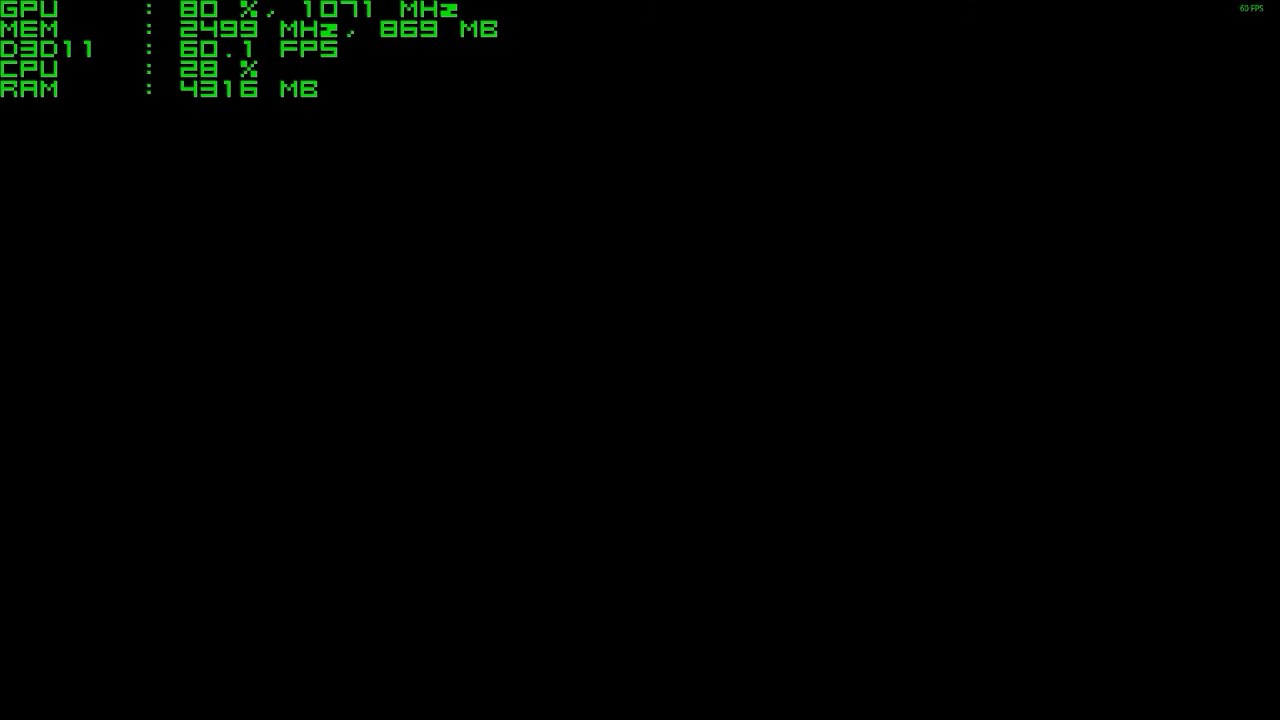 GPU : 80 %, 1071 MHz
MEM : 2499 MHz, 869 MB
D3D11 : 60.1 FPS
CPU : 28 %
RAM : 4316 MB
60 FPS